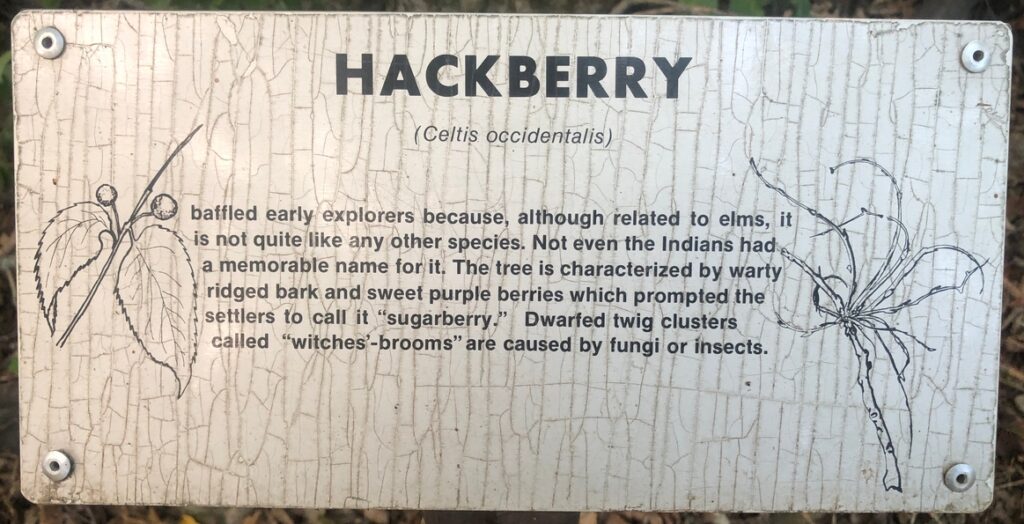 HACKBERRY
(Celtis occidentalis)
baffled early explorers because, although related to elms, it
is not quite like any other species. Not even the Indians had
a memorable name for it. The tree is characterized by warty
ridged bark and sweet purple berries which prompted the
settlers to call it “sugarberry.” Dwarfed twig clusters
called “witches’-brooms” are caused by fungi or insects.